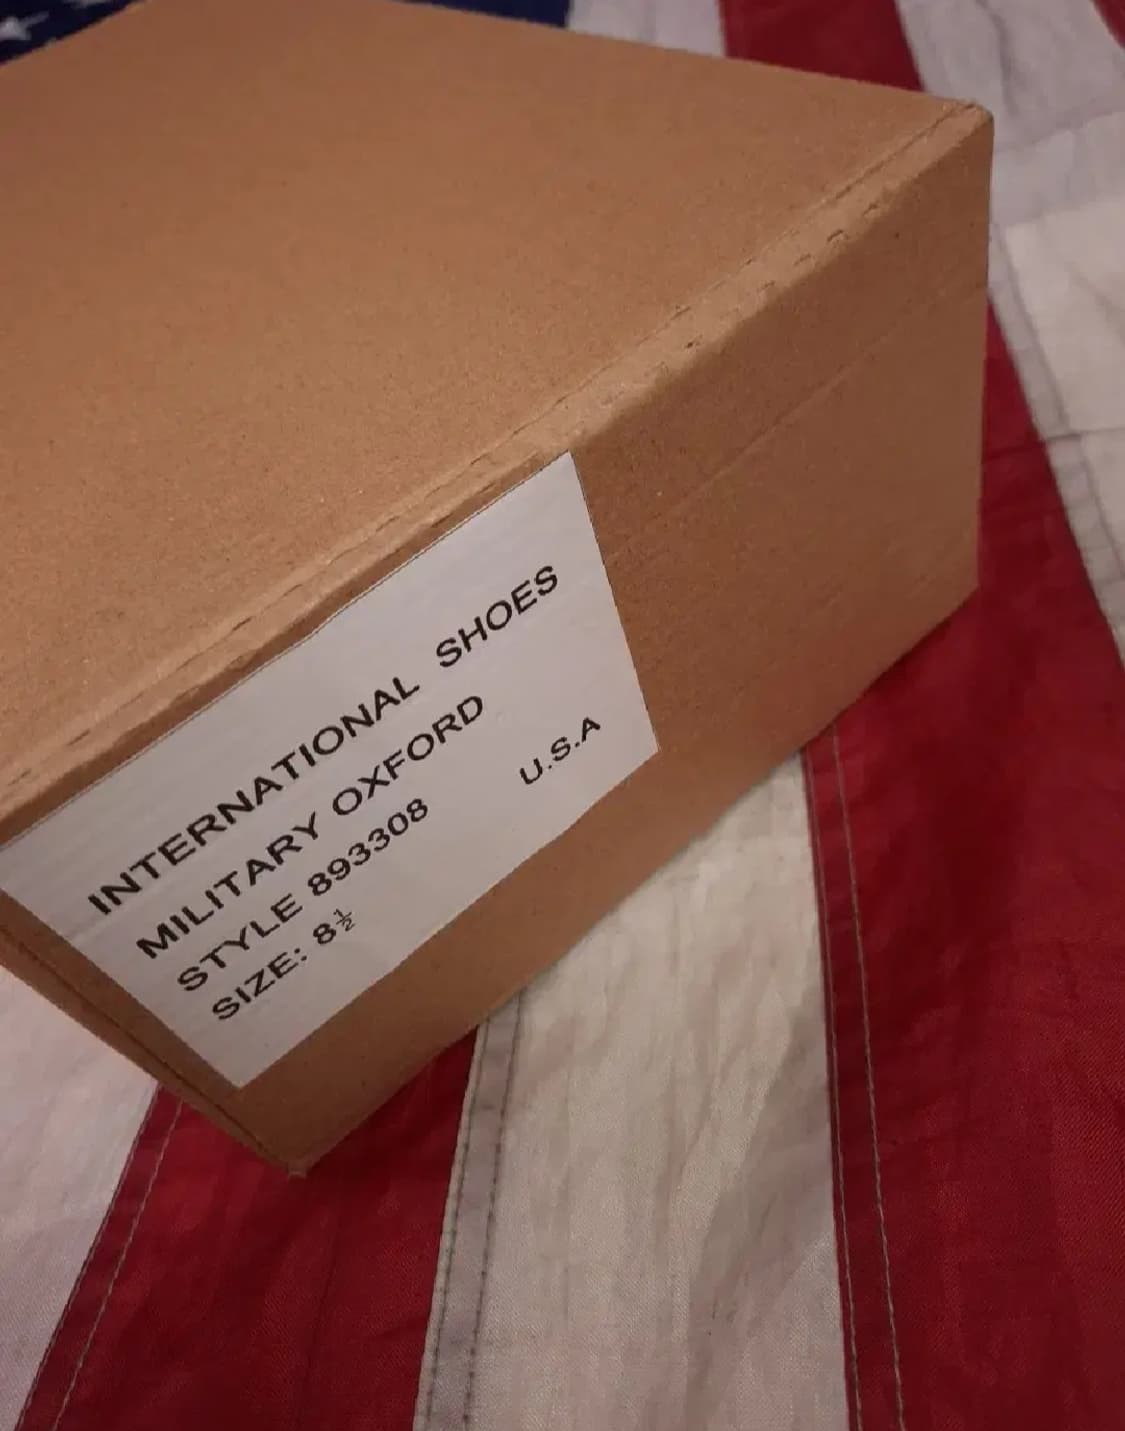 INTERNATIONAL SHOES
MILITARY OXFORD
STYLE 893308
U.S.A
SIZE: 8½